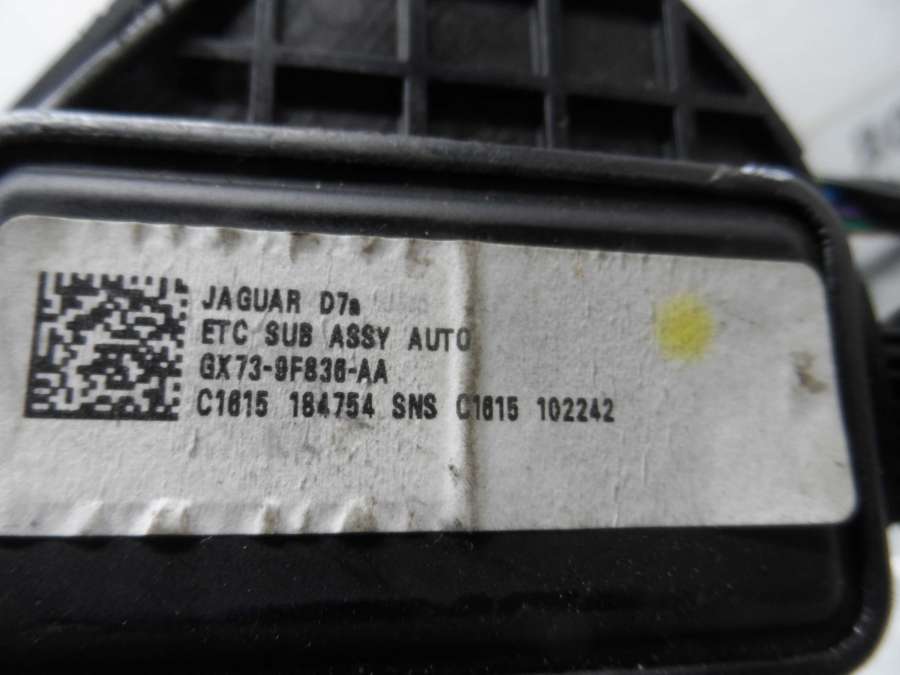 JAGUAR D7a
ETC SUB ASSY AUTO
GX73-9F836-AA
C1615 184754 SNS C1615 102242